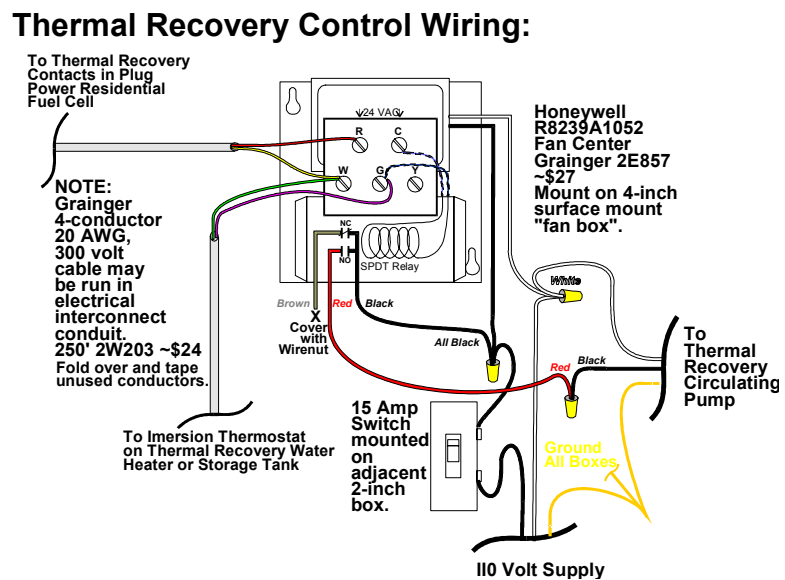 Thermal Recovery Control Wiring:
To Thermal Recovery
Contacts in Plug
Power Residential
Fuel Cell
24 VAC
R
C
W
G
Y
NC
NO
SPDT Relay
Honeywell
R8239A1052
Fan Center
Grainger 2E857
~$27
Mount on 4-inch
surface mount
"fan box".
NOTE:
Grainger
4-conductor
20 AWG,
300 volt
cable may
be run in
electrical
interconnect
conduit.
250' 2W203 ~$24
Fold over and tape
unused conductors.
White
Brown
Red
Black
X
Cover
with
Wirenut
All Black
Red
Black
To
Thermal
Recovery
Circulating
Pump
15 Amp
Switch
mounted
on
adjacent
2-inch
box.
Ground
All Boxes
To Imersion Thermostat
on Thermal Recovery Water
Heater or Storage Tank
II0 Volt Supply